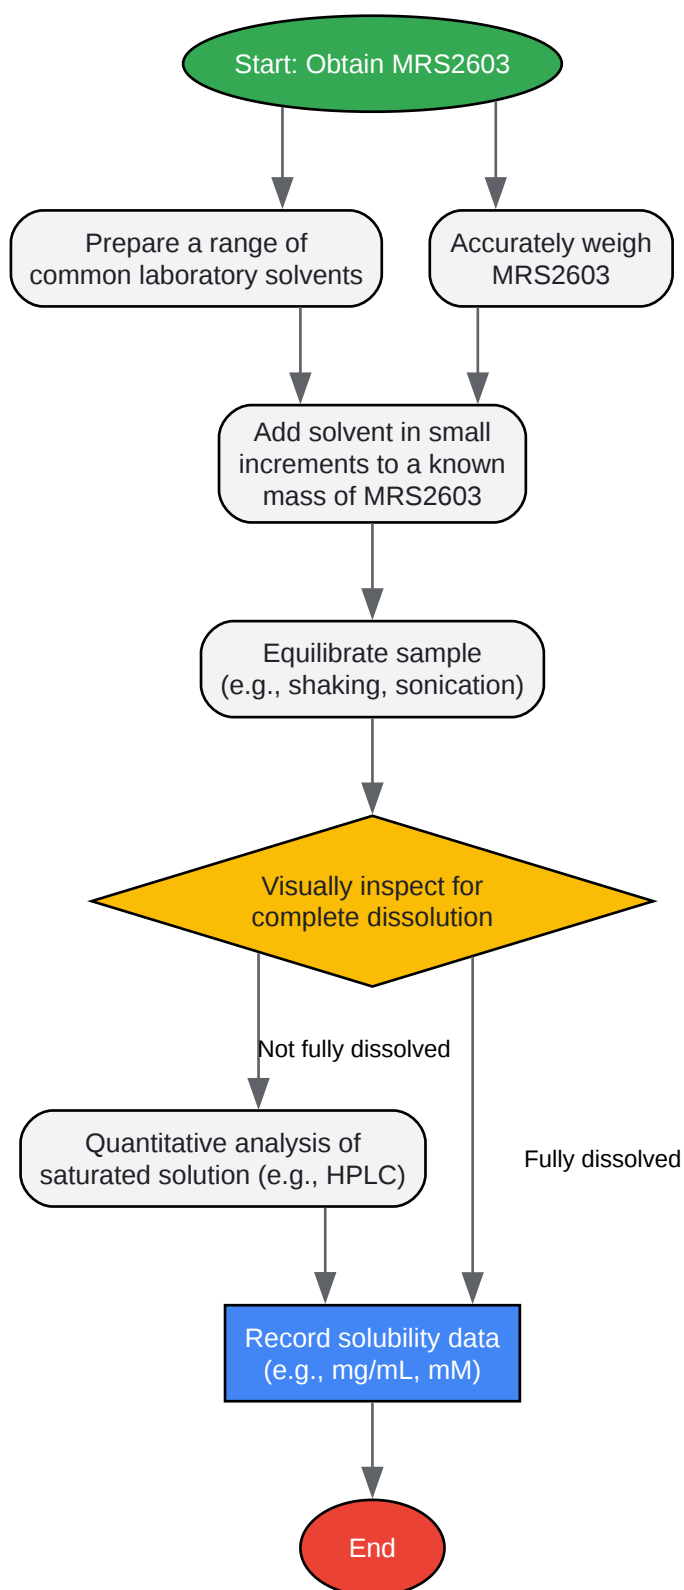 Start: Obtain MRS2603
Prepare a range of
common laboratory solvents
Accurately weigh
MRS2603
Add solvent in small
increments to a known
mass of MRS2603
Equilibrate sample
(e.g., shaking, sonication)
Visually inspect for
complete dissolution
Not fully dissolved
Quantitative analysis of
saturated solution (e.g., HPLC)
Fully dissolved
Record solubility data
(e.g., mg/mL, mM)
End